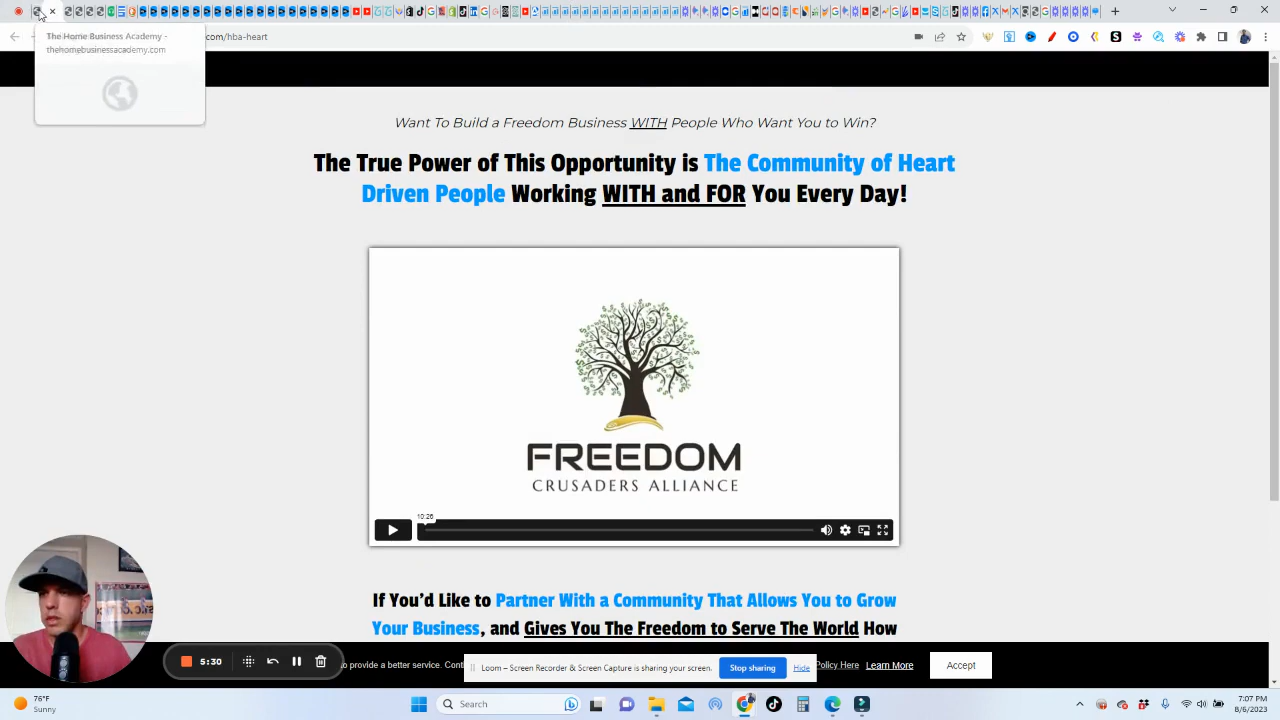 The Home Business Academy -
thehomebusinessacademy.com
com/hba-heart
Want To Build a Freedom Business WITH People Who Want You to Win?
The True Power of This Opportunity is The Community of Heart
Driven People Working WITH and FOR You Every Day!
FREEDOM
CRUSADERS ALLIANCE
10:26
If You'd Like to Partner With a Community That Allows You to Grow
Your Business, and Gives You The Freedom to Serve The World How
5:30
to provide a better service. Cont
Loom – Screen Recorder & Screen Capture is sharing your screen.
Stop sharing
Hide
Policy Here
Learn More
Accept
76°F
Sunny
Search
7:07 PM
8/6/2023